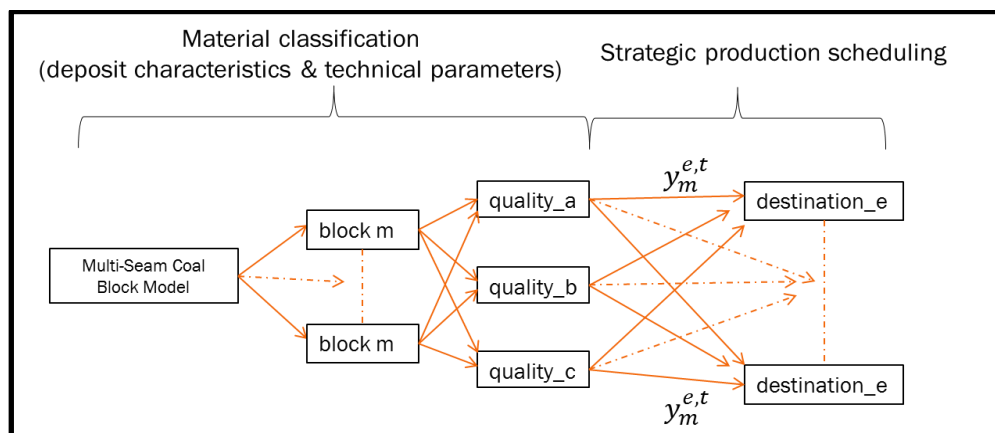 Material classification
(deposit characteristics & technical parameters)
Strategic production scheduling
Multi-Seam Coal
Block Model
block m
block m
quality_a
quality_b
quality_c
y_m^{e,t}
y_m^{e,t}
destination_e
destination_e